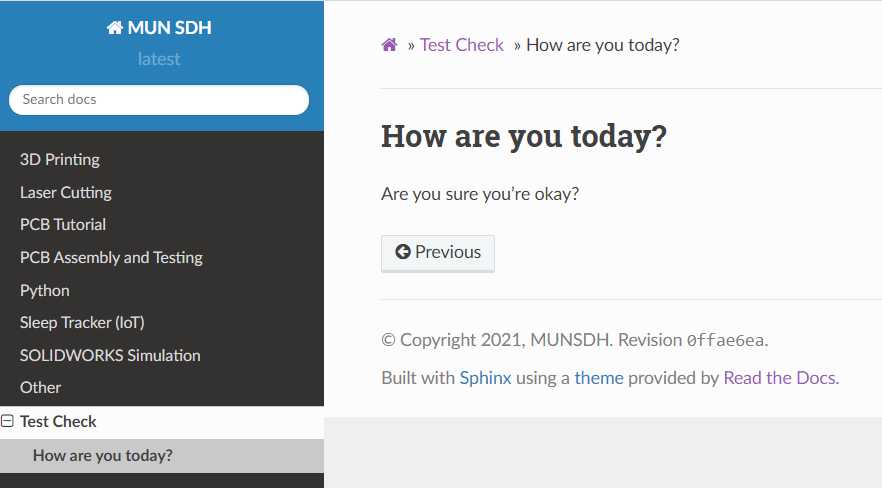 MUN SDH
latest
Search docs
3D Printing
Laser Cutting
PCB Tutorial
PCB Assembly and Testing
Python
Sleep Tracker (IoT)
SOLIDWORKS Simulation
Other
Test Check
How are you today?
» Test Check » How are you today?
How are you today?
Are you sure you’re okay?
Previous
© Copyright 2021, MUNSDH. Revision 0ffae6ea.
Built with Sphinx using a theme provided by Read the Docs.